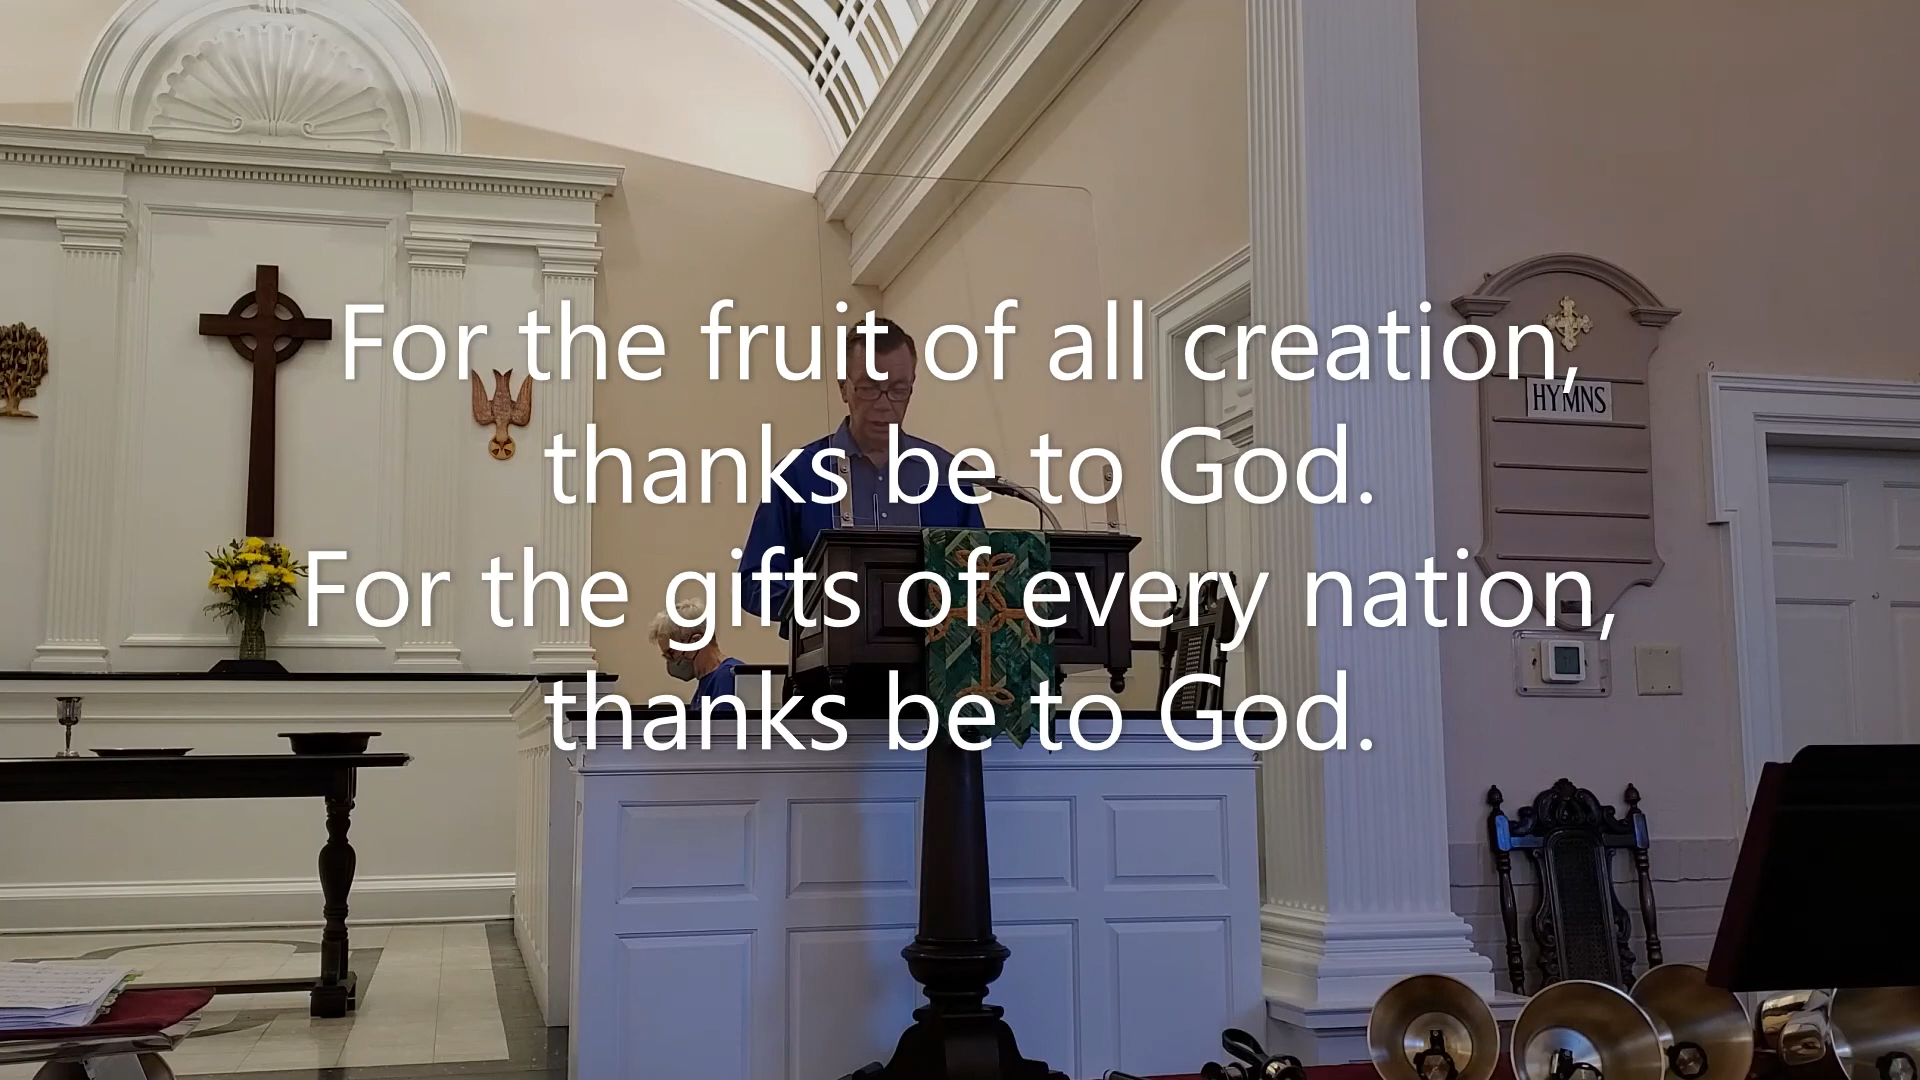 For the fruit of all creation,
thanks be to God.
For the gifts of every nation,
thanks be to God.
HYMNS